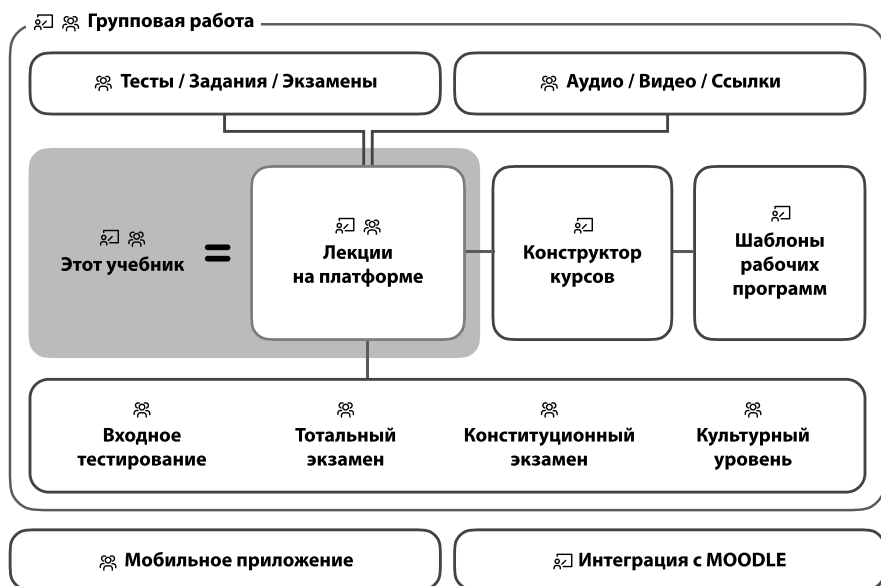 Групповая работа
Тесты / Задания / Экзамены
Аудио / Видео / Ссылки
Этот учебник
=
Лекции
на платформе
Конструктор
курсов
Шаблоны
рабочих
программ
Входное
тестирование
Тотальный
экзамен
Конституционный
экзамен
Культурный
уровень
Мобильное приложение
Интеграция с MOODLE